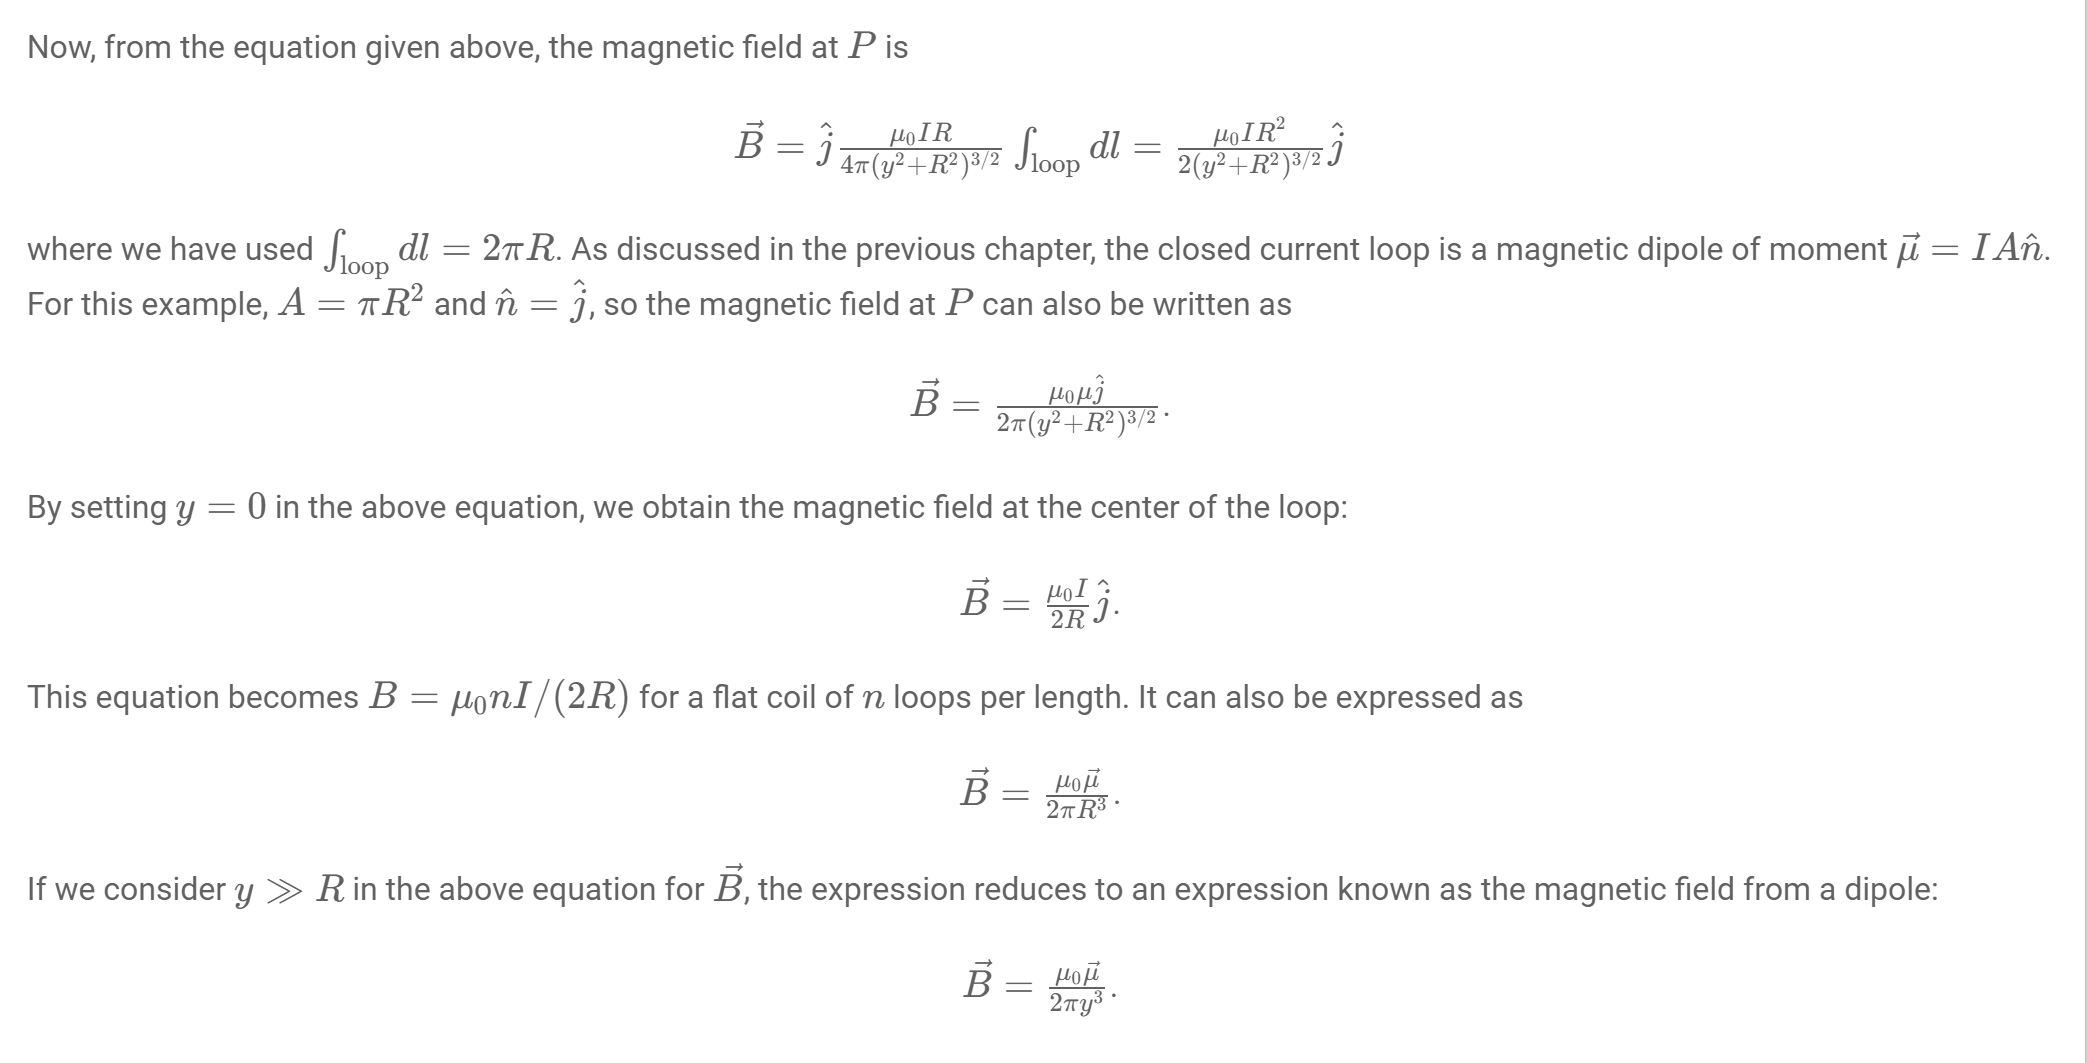 Now, from the equation given above, the magnetic field at $P$ is
$\vec{B} = \hat{j}\frac{\mu_0 IR}{4\pi(y^2+R^2)^{3/2}} \int_{\text{loop}} dl = \frac{\mu_0 IR^2}{2(y^2+R^2)^{3/2}}\hat{j}$
where we have used $\int_{\text{loop}} dl = 2\pi R$. As discussed in the previous chapter, the closed current loop is a magnetic dipole of moment $\vec{\mu} = IA\hat{n}$.
For this example, $A = \pi R^2$ and $\hat{n} = \hat{j}$, so the magnetic field at $P$ can also be written as
$\vec{B} = \frac{\mu_0\mu\hat{j}}{2\pi(y^2+R^2)^{3/2}}.$
By setting $y = 0$ in the above equation, we obtain the magnetic field at the center of the loop:
$\vec{B} = \frac{\mu_0 I}{2R}\hat{j}.$
This equation becomes $B = \mu_0 nI/(2R)$ for a flat coil of $n$ loops per length. It can also be expressed as
$\vec{B} = \frac{\mu_0\vec{\mu}}{2\pi R^3}.$
If we consider $y \gg R$ in the above equation for $\vec{B}$, the expression reduces to an expression known as the magnetic field from a dipole:
$\vec{B} = \frac{\mu_0\vec{\mu}}{2\pi y^3}.$